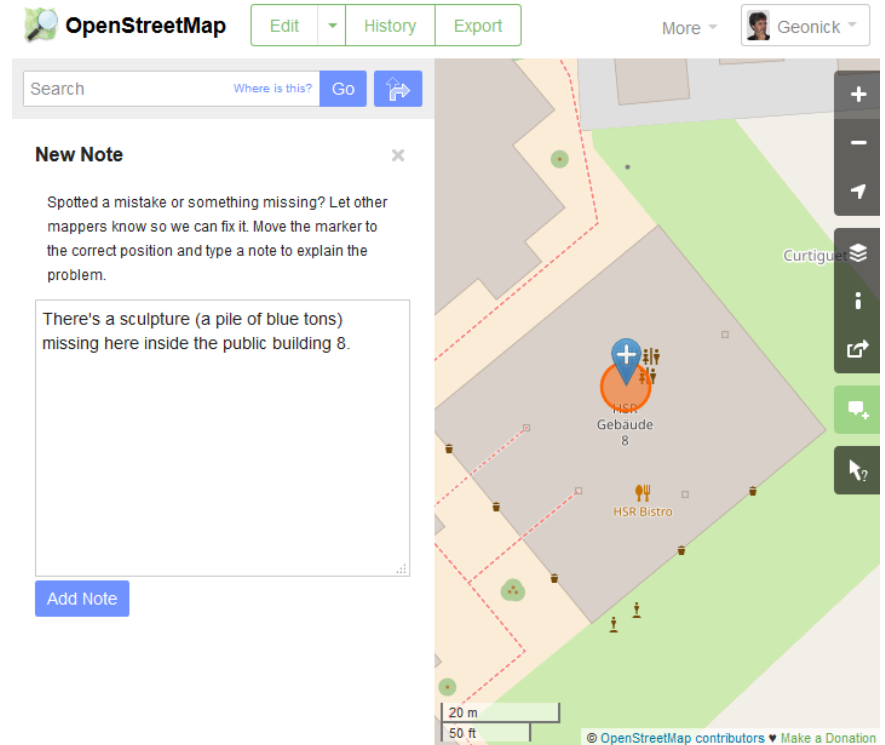 OpenStreetMap
Edit
History
Export
More
Geonick
Search
Where is this?
Go
New Note
Spotted a mistake or something missing? Let other
mappers know so we can fix it. Move the marker to
the correct position and type a note to explain the
problem.
There's a sculpture (a pile of blue tons)
missing here inside the public building 8.
Add Note
Curtiguet
HSR
Gebäude
8
HSR Bistro
20 m
50 ft
© OpenStreetMap contributors ♥ Make a Donation